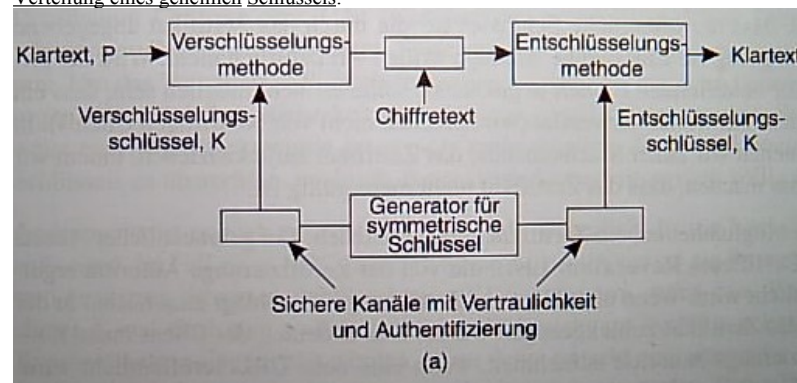 Verteilung eines geheimen Schlüssels.
Klartext, P
Verschlüsselungs-
methode
Entschlüsselungs-
methode
Klartext
Verschlüsselungs-
schlüssel, K
Chiffretext
Entschlüsselungs-
schlüssel, K
Generator für
symmetrische
Schlüssel
Sichere Kanäle mit Vertraulichkeit
und Authentifizierung
(a)